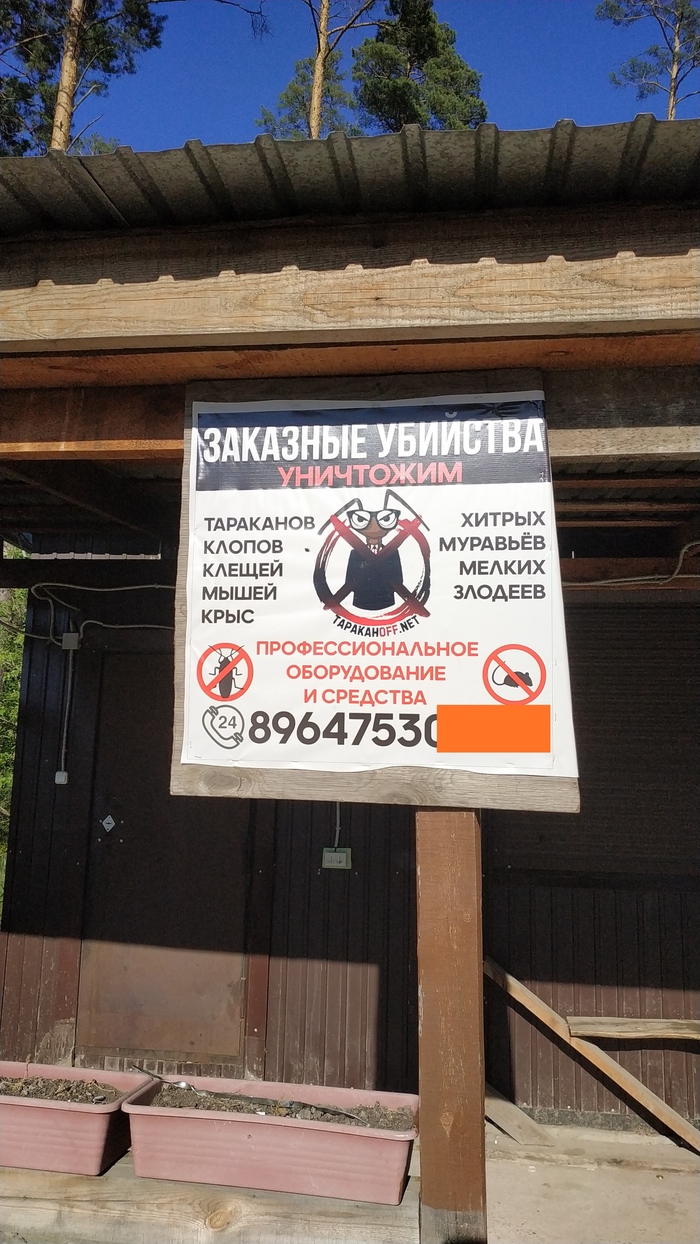 ЗАКАЗНЫЕ УБИЙСТВА
УНИЧТОЖИМ
ТАРАКАНОВ
КЛОПОВ
КЛЕЩЕЙ
МЫШЕЙ
КРЫС
ХИТРЫХ
МУРАВЬЁВ
МЕЛКИХ
ЗЛОДЕЕВ
ТАРАКАНOFF.NET
ПРОФЕССИОНАЛЬНОЕ
ОБОРУДОВАНИЕ
И СРЕДСТВА
24
89647530